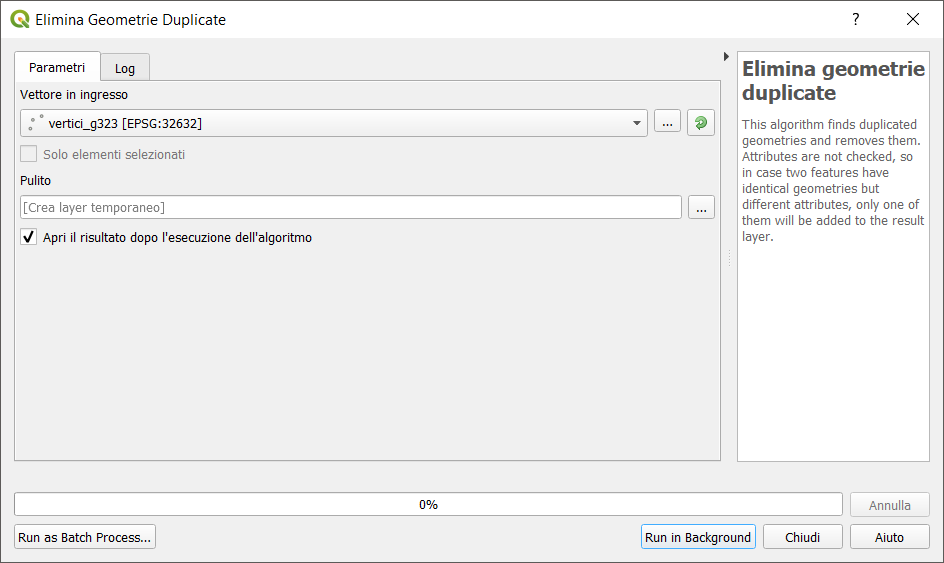 Elimina Geometrie Duplicate
?
Parametri
Log
Vettore in ingresso
vertici_g323 [EPSG:32632]
...
Solo elementi selezionati
Pulito
[Crea layer temporaneo]
...
Apri il risultato dopo l'esecuzione dell'algoritmo
Elimina geometrie
duplicate
This algorithm finds duplicated
geometries and removes them.
Attributes are not checked, so
in case two features have
identical geometries but
different attributes, only one of
them will be added to the result
layer.
0%
Annulla
Run as Batch Process...
Run in Background
Chiudi
Aiuto